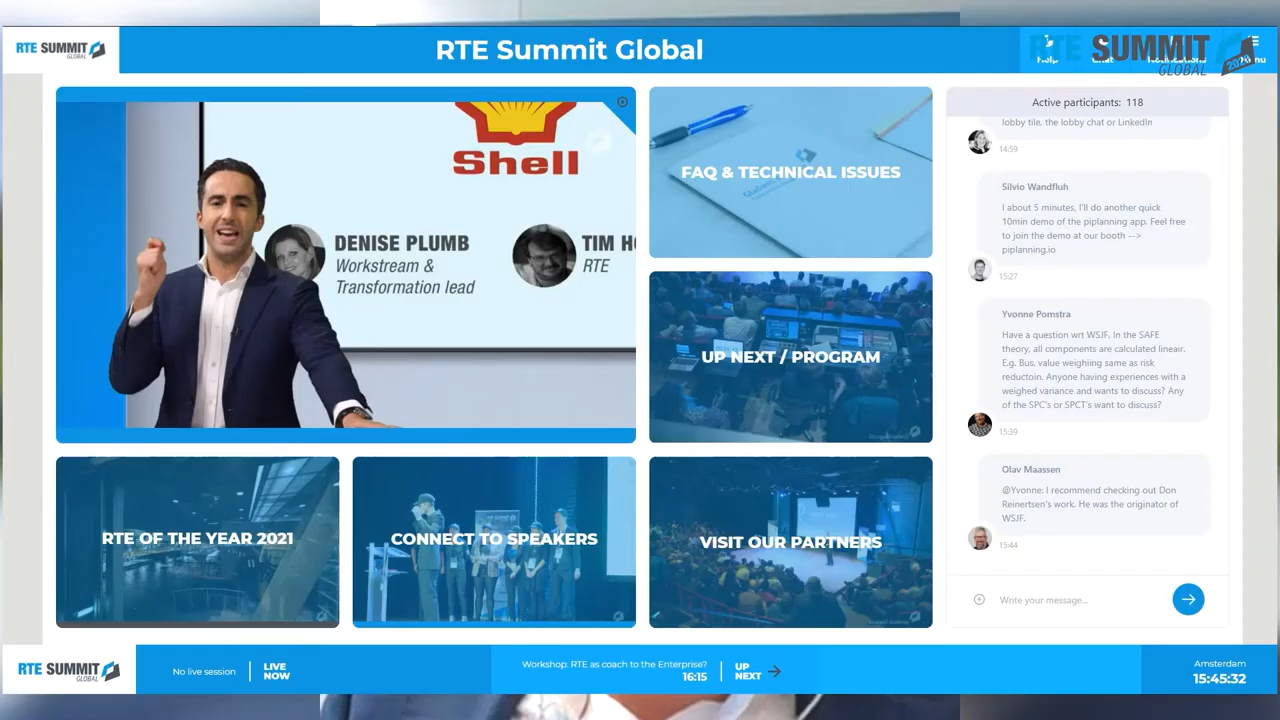 RTE SUMMIT
GLOBAL
RTE Summit Global
RTE SUMMIT
GLOBAL
Help
Chat
Notifications
Menu
Shell
DENISE PLUMB
Workstream &
Transformation lead
TIM
RTE
FAQ & TECHNICAL ISSUES
UP NEXT / PROGRAM
RTE OF THE YEAR 2021
CONNECT TO SPEAKERS
VISIT OUR PARTNERS
Active participants: 118
lobby tile, the lobby chat or LinkedIn
14:59
Silvio Wandfluh
I about 5 minutes, I'll do another quick
10min demo of the piplanning app. Feel free
to join the demo at our booth -->
piplanning.io
15:27
Yvonne Pomstra
Have a question wrt WSJF. In the SAFE
theory, all components are calculated lineair.
E.g. Bus. value weighiing same as risk
reductoin. Anyone having experiences with a
weighed variance and wants to discuss? Any
of the SPC's or SPCT's want to discuss?
15:39
Olav Maassen
@Yvonne: I recommend checking out Don
Reinertsen's work. He was the originator of
WSJF.
15:44
Write your message...
RTE SUMMIT
GLOBAL
No live session
LIVE
NOW
Workshop: RTE as coach to the Enterprise?
16:15
UP
NEXT
Amsterdam
15:45:32